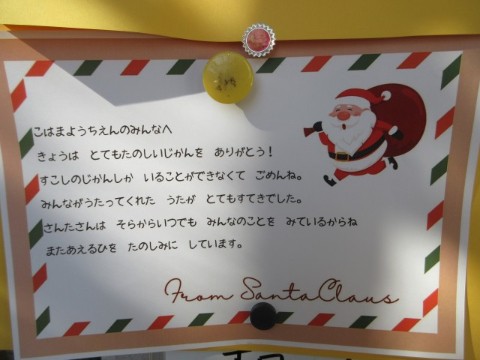 こはまようちえんのみんなへ
きょうは とてもたのしいじかんを ありがとう！
すこしのじかんしか いることができなくて ごめんね。
みんながうたってくれた うたが とてもすてきでした。
さんたさんは そらからいつでも みんなのことを みているからね
またあえるひを たのしみに しています。
From SantaClaus